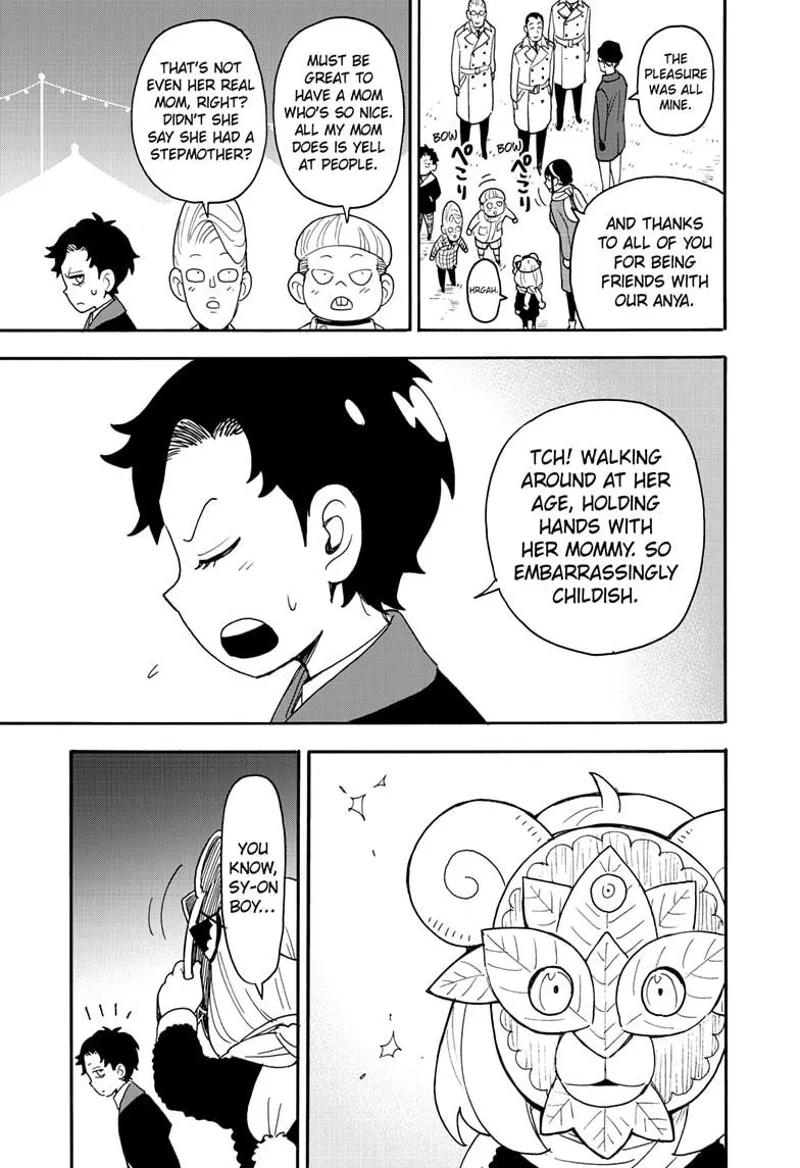 THE
PLEASURE
WAS ALL
MINE.
BOW
ぺこり
BOW
ぺこり
AND THANKS
TO ALL OF YOU
FOR BEING
FRIENDS WITH
OUR ANYA.
HRGAH.
MUST BE
GREAT TO
HAVE A MOM
WHO'S SO NICE.
ALL MY MOM
DOES IS YELL
AT PEOPLE.
THAT'S NOT
EVEN HER REAL
MOM, RIGHT?
DIDN'T SHE
SAY SHE HAD A
STEPMOTHER?
TCH! WALKING
AROUND AT HER
AGE, HOLDING
HANDS WITH
HER MOMMY. SO
EMBARRASSINGLY
CHILDISH.
YOU
KNOW,
SY-ON
BOY...